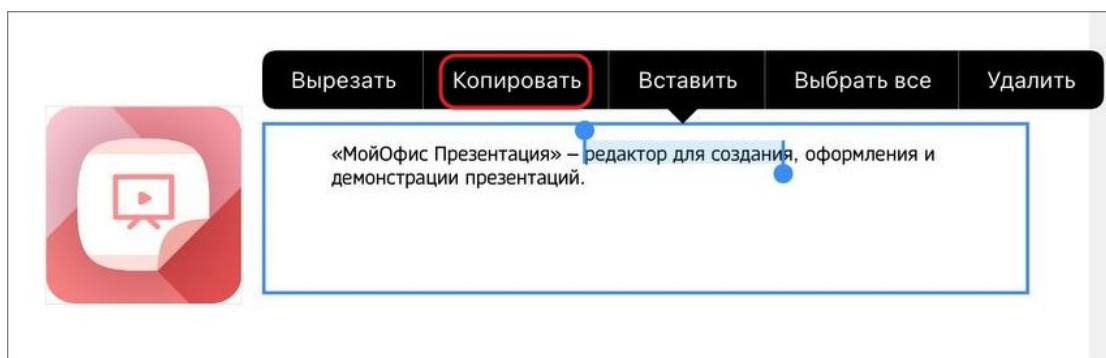 Вырезать Копировать Вставить Выбрать все Удалить
«МойОфис Презентация» – редактор для создания, оформления и
демонстрации презентаций.